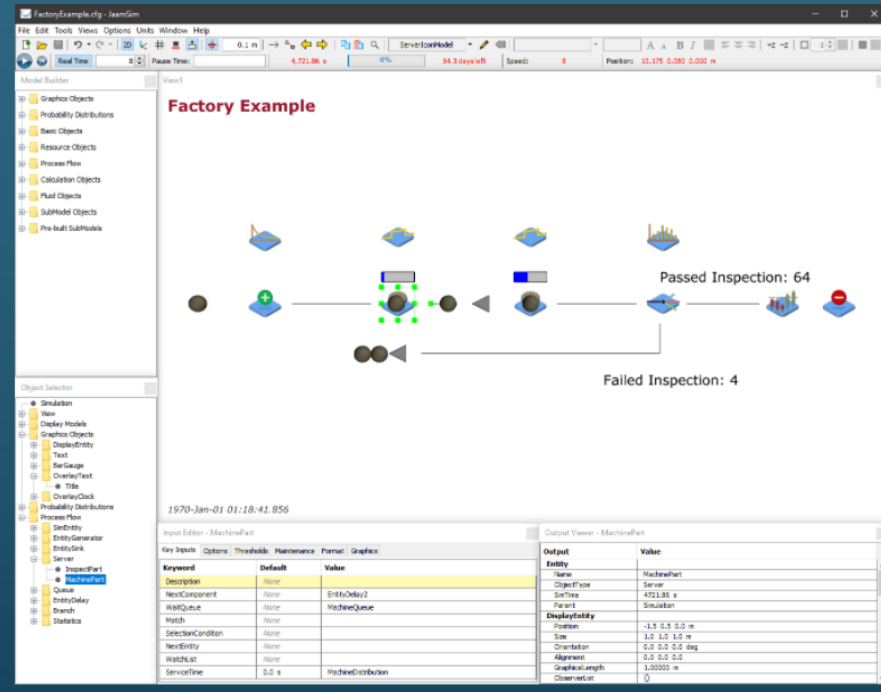 FactoryExample.cfg - JaamSim
File Edit Tools Views Options Units Window Help
2D 0.1 m ServerIconModel A A B I 1
Real Time 8 Pause Time: 4,721.86 s 0% 54.3 days left Speed: 8 Position: 13.175 0.080 0.000 m
Model Builder
Graphics Objects
Probability Distributions
Basic Objects
Resource Objects
Process Flow
Calculation Objects
Fluid Objects
SubModel Objects
Pre-built SubModels
View1
Factory Example
Passed Inspection: 64
Failed Inspection: 4
1970-Jan-01 01:18:41.856
Object Selector
Simulation
View
Display Models
Graphics Objects
DisplayEntity
Text
BarGauge
OverlayText
Title
OverlayClock
Probability Distributions
Process Flow
SimEntity
EntityGenerator
EntitySink
Server
InspectPart
MachinePart
Queue
EntityDelay
Branch
Statistics
Input Editor - MachinePart
Key Inputs Options Thresholds Maintenance Format Graphics
Keyword Default Value
Description None
NextComponent None EntityDelay2
WaitQueue None MachineQueue
Match None
SelectionCondition None
NextEntity None
WatchList None
ServiceTime 0.0 s MachineDistribution
Output Viewer - MachinePart
Output Value
Entity
Name MachinePart
ObjectType Server
SimTime 4721.86 s
Parent Simulation
DisplayEntity
Position -1.5 0.5 0.0 m
Size 1.0 1.0 1.0 m
Orientation 0.0 0.0 0.0 deg
Alignment 0.0 0.0 0.0
GraphicalLength 1.00000 m
ObserverList {}